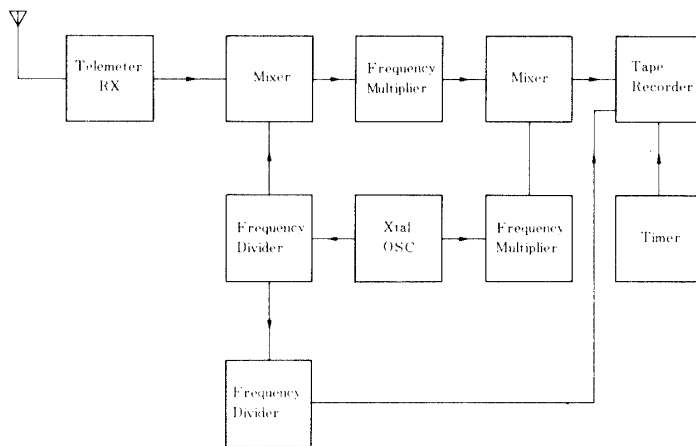 Telemeter
RX
Mixer
Frequency
Multiplier
Mixer
Tape
Recorder
Frequency
Divider
Xtal
OSC
Frequency
Multiplier
Timer
Frequency
Divider